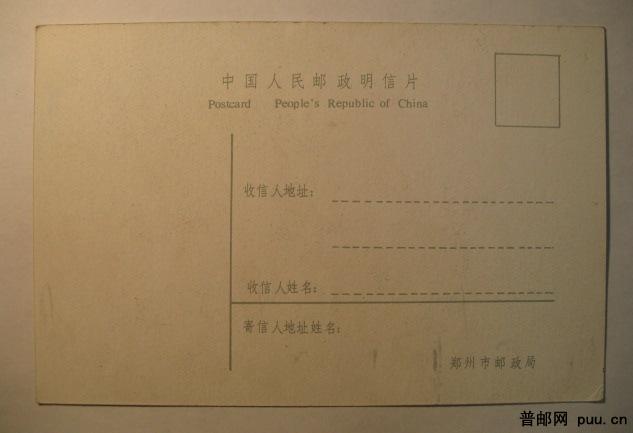 中国人民邮政明信片
Postcard People's Republic of China
收信人地址：
收信人姓名：
寄信人地址姓名：
郑州市邮政局
普邮网 puu.cn